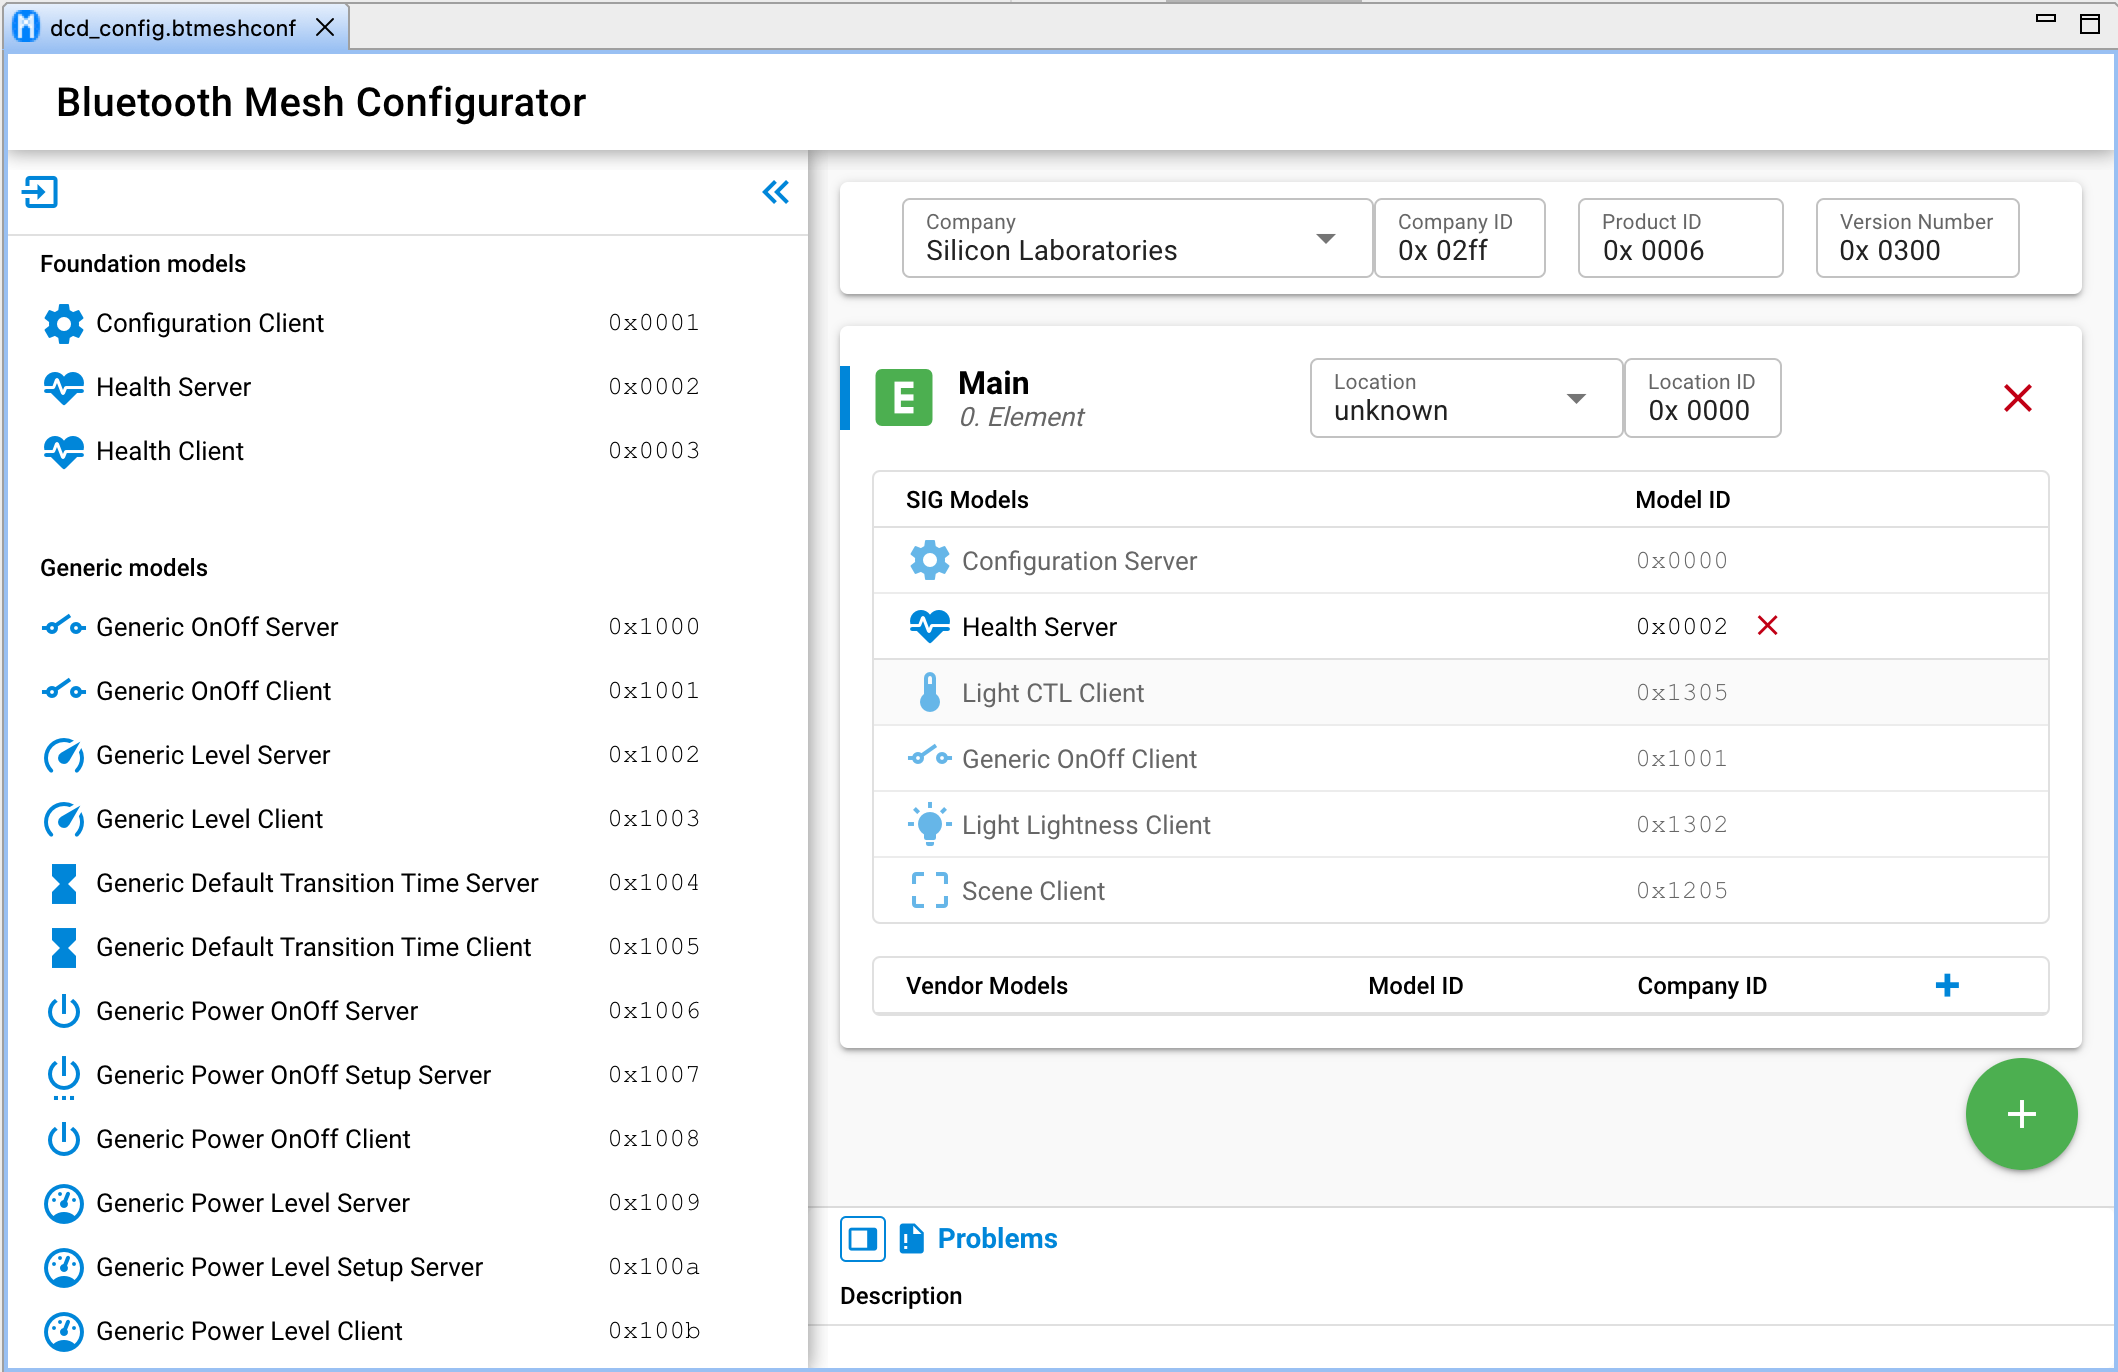 dcd_config.btmeshconf
Bluetooth Mesh Configurator
Foundation models
Configuration Client 0x0001
Health Server 0x0002
Health Client 0x0003
Generic models
Generic OnOff Server 0x1000
Generic OnOff Client 0x1001
Generic Level Server 0x1002
Generic Level Client 0x1003
Generic Default Transition Time Server 0x1004
Generic Default Transition Time Client 0x1005
Generic Power OnOff Server 0x1006
Generic Power OnOff Setup Server 0x1007
Generic Power OnOff Client 0x1008
Generic Power Level Server 0x1009
Generic Power Level Setup Server 0x100a
Generic Power Level Client 0x100b
Company Company ID Product ID Version Number
Silicon Laboratories 0x 02ff 0x 0006 0x 0300
E
Main
0. Element
Location Location ID
unknown 0x 0000
SIG Models Model ID
Configuration Server 0x0000
Health Server 0x0002
Light CTL Client 0x1305
Generic OnOff Client 0x1001
Light Lightness Client 0x1302
Scene Client 0x1205
Vendor Models Model ID Company ID
Problems
Description